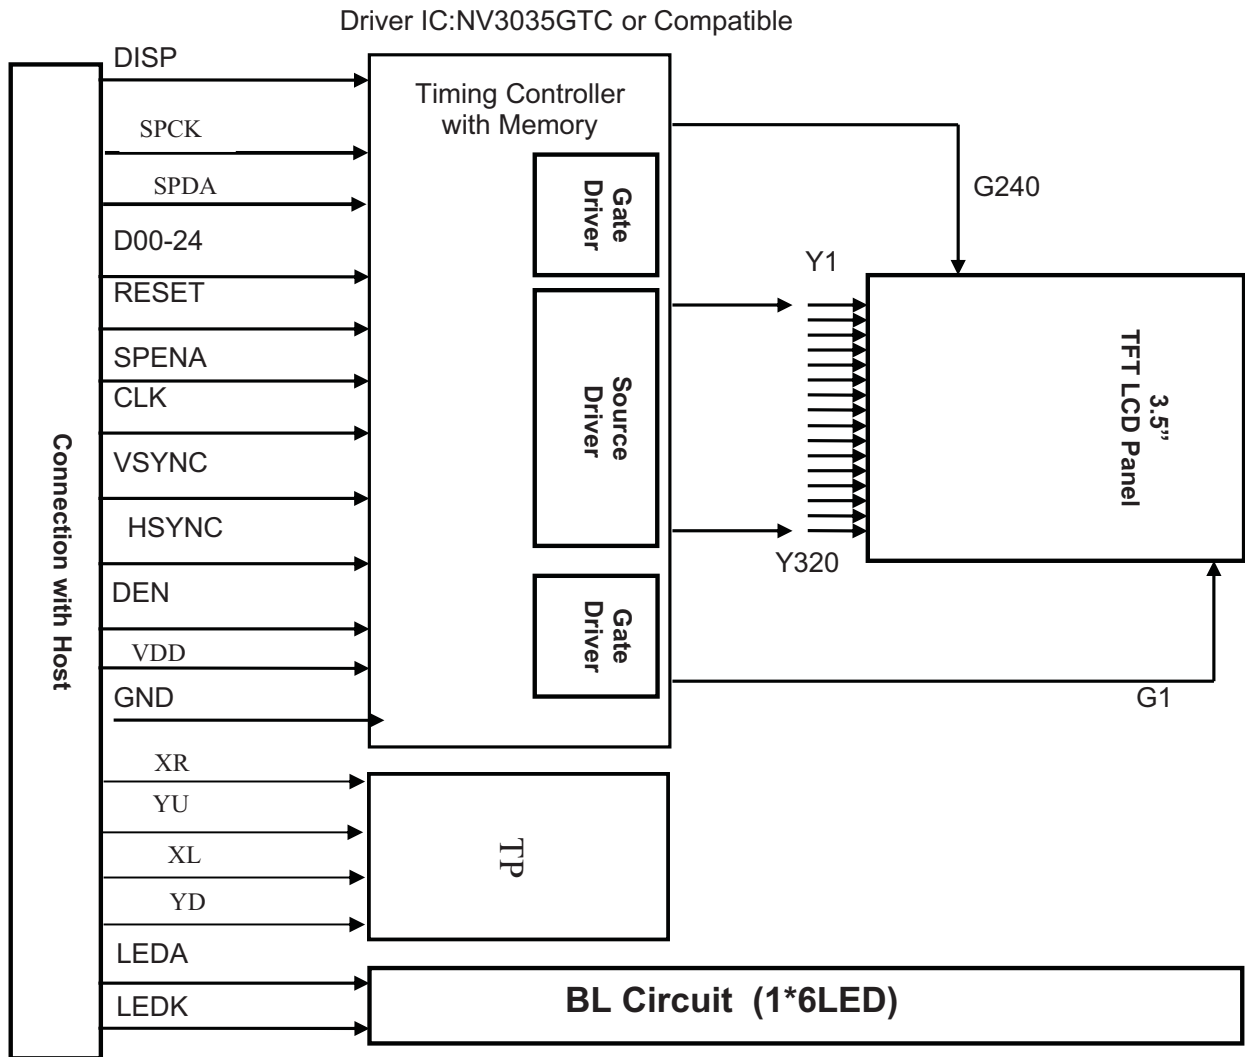 Driver IC:NV3035GTC or Compatible
Connection with Host
DISP
SPCK
SPDA
D00-24
RESET
SPENA
CLK
VSYNC
HSYNC
DEN
VDD
GND
XR
YU
XL
YD
LEDA
LEDK
Timing Controller
with Memory
Gate
Driver
Source
Driver
Gate
Driver
G240
Y1
Y320
G1
3.5”
TFT LCD Panel
TP
BL Circuit (1*6LED)